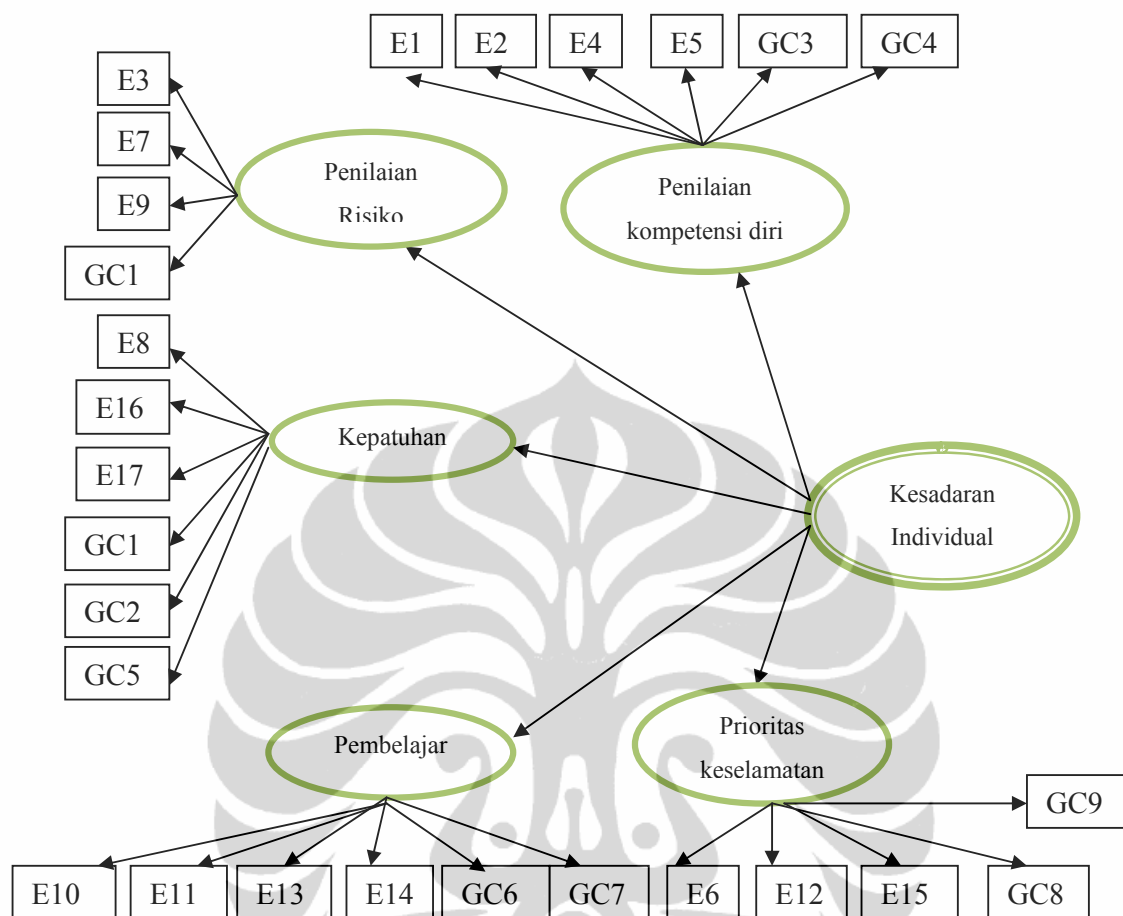 E1 E2 E4 E5 GC3 GC4
E3
E7
E9
GC1
Penilaian
Risiko
Penilaian
kompetensi diri
E8
E16
E17
GC1
GC2
GC5
Kepatuhan
Kesadaran
Individual
Pembelajar
Prioritas
keselamatan
GC9
E10 E11 E13 E14 GC6 GC7 E6 E12 E15 GC8